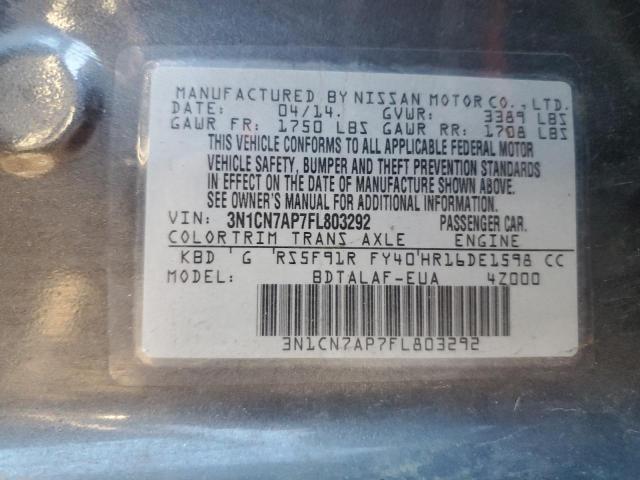 MANUFACTURED BY NISSAN MOTOR CO., LTD.
DATE: 04/14. GVWR: 3389 LBS
GAWR FR: 1750 LBS GAWR RR: 1708 LBS
THIS VEHICLE CONFORMS TO ALL APPLICABLE FEDERAL MOTOR
VEHICLE SAFETY, BUMPER AND THEFT PREVENTION STANDARDS
IN EFFECT ON THE DATE OF MANUFACTURE SHOWN ABOVE.
SEE OWNER'S MANUAL FOR ADDITIONAL INFORMATION.
VIN: 3N1CN7AP7FL803292 PASSENGER CAR.
COLORTRIM TRANS AXLE ENGINE
KBD ' G ' RS5F91R FY40'HR16DE1598 CC
MODEL: BDTALAF-EUA 4Z000
3N1CN7AP7FL803292